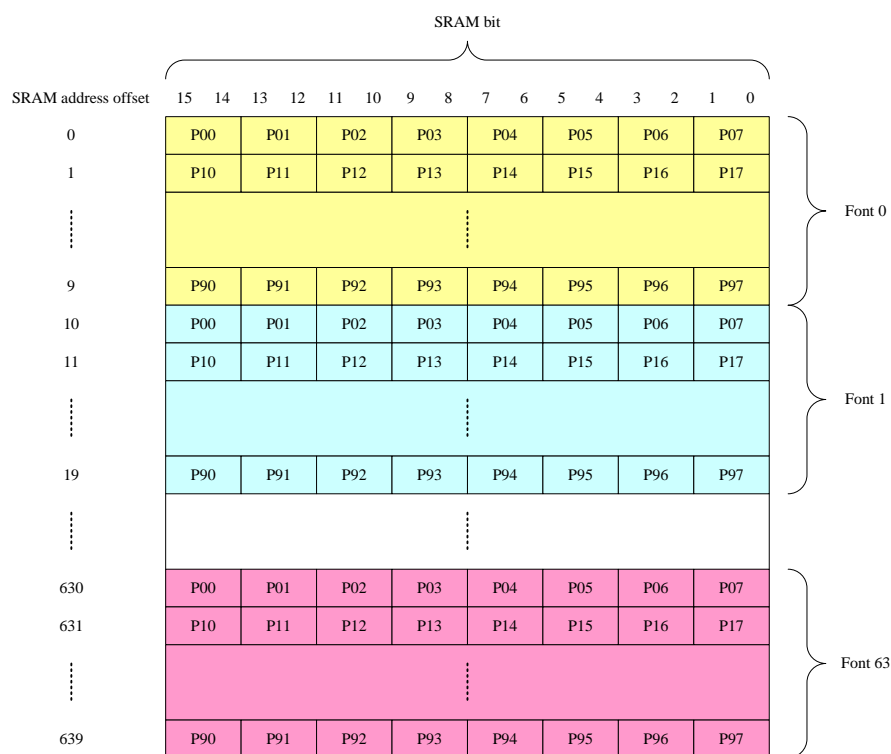 SRAM bit
SRAM address offset 15 14 13 12 11 10 9 8 7 6 5 4 3 2 1 0
0 P00 P01 P02 P03 P04 P05 P06 P07
1 P10 P11 P12 P13 P14 P15 P16 P17
Font 0
9 P90 P91 P92 P93 P94 P95 P96 P97
10 P00 P01 P02 P03 P04 P05 P06 P07
11 P10 P11 P12 P13 P14 P15 P16 P17
Font 1
19 P90 P91 P92 P93 P94 P95 P96 P97
630 P00 P01 P02 P03 P04 P05 P06 P07
631 P10 P11 P12 P13 P14 P15 P16 P17
Font 63
639 P90 P91 P92 P93 P94 P95 P96 P97